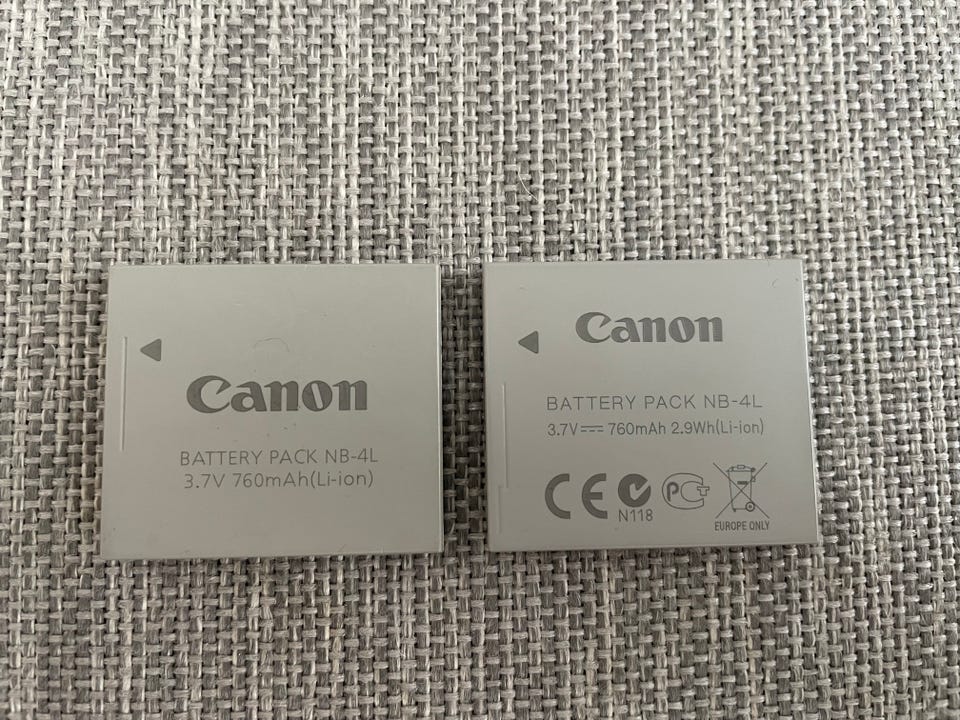 Canon
BATTERY PACK NB-4L
3.7V 760mAh(Li-ion)
Canon
BATTERY PACK NB-4L
3.7V⎓ 760mAh 2.9Wh(Li-ion)
CE
N118
PCT
EUROPE ONLY